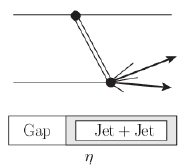 Gap Jet + Jet
η